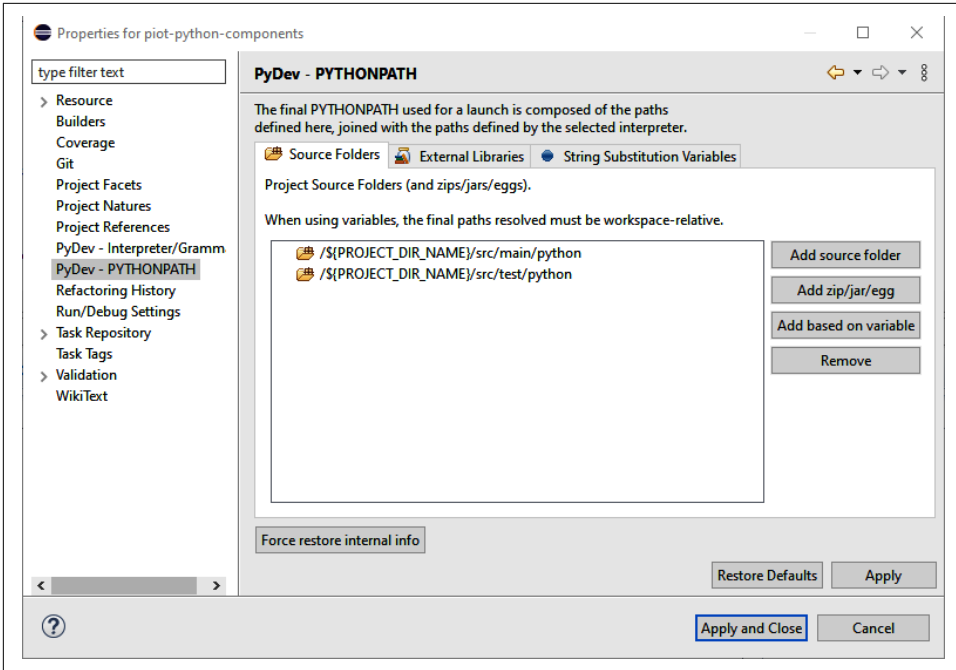 Properties for piot-python-components
type filter text
Resource
Builders
Coverage
Git
Project Facets
Project Natures
Project References
PyDev - Interpreter/Gramm
PyDev - PYTHONPATH
Refactoring History
Run/Debug Settings
Task Repository
Task Tags
Validation
WikiText
PyDev - PYTHONPATH
The final PYTHONPATH used for a launch is composed of the paths
defined here, joined with the paths defined by the selected interpreter.
Source Folders External Libraries String Substitution Variables
Project Source Folders (and zips/jars/eggs).
When using variables, the final paths resolved must be workspace-relative.
/${PROJECT_DIR_NAME}/src/main/python
/${PROJECT_DIR_NAME}/src/test/python
Add source folder
Add zip/jar/egg
Add based on variable
Remove
Force restore internal info
Restore Defaults Apply
? Apply and Close Cancel